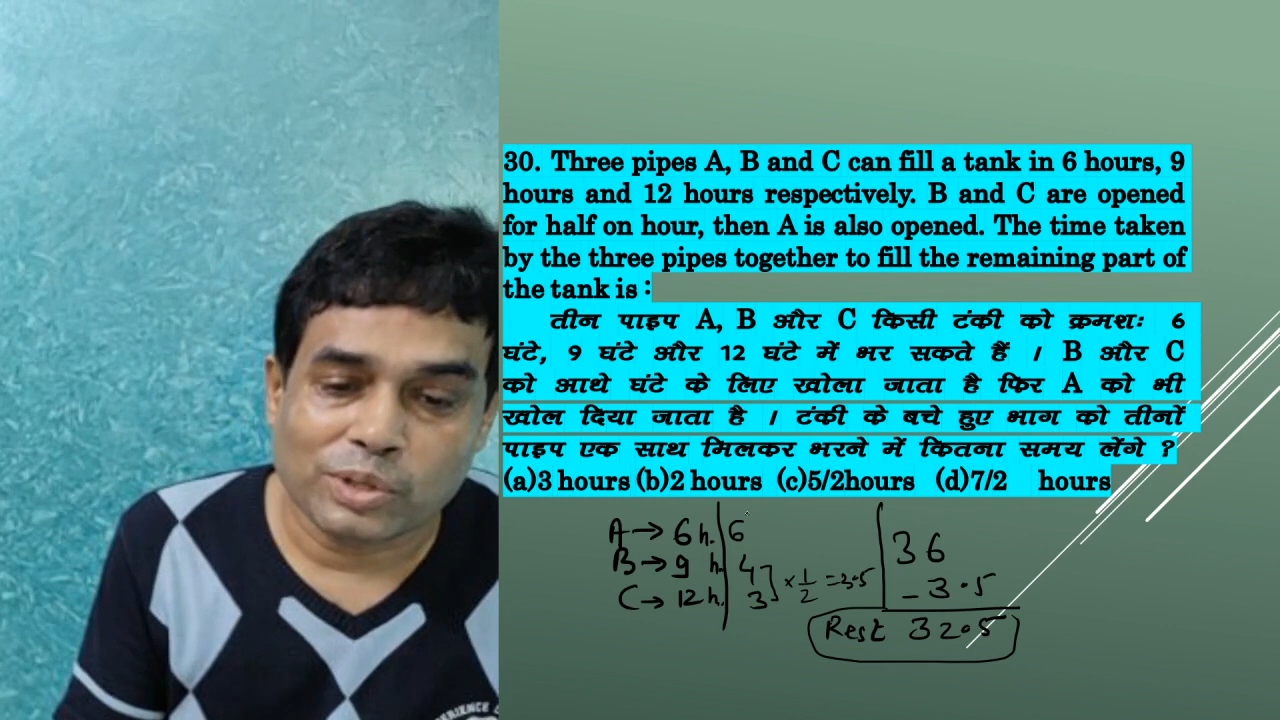 30. Three pipes A, B and C can fill a tank in 6 hours, 9
hours and 12 hours respectively. B and C are opened
for half on hour, then A is also opened. The time taken
by the three pipes together to fill the remaining part of
the tank is :
तीन पाइप A, B और C किसी टंकी को क्रमशः 6
घंटे, 9 घंटे और 12 घंटे में भर सकते हैं । B और C
को आधे घंटे के लिए खोला जाता है फिर A को भी
खोल दिया जाता है । टंकी के बचे हुए भाग को तीनों
पाइप एक साथ मिलकर भरने में कितना समय लेंगे ?
(a)3 hours (b)2 hours (c)5/2hours (d)7/2 hours
A → 6 h. 6
B → 9 h. 4
C → 12 h. 3
× 1/2 = 3.5
36
- 3.5
Rest 32.5